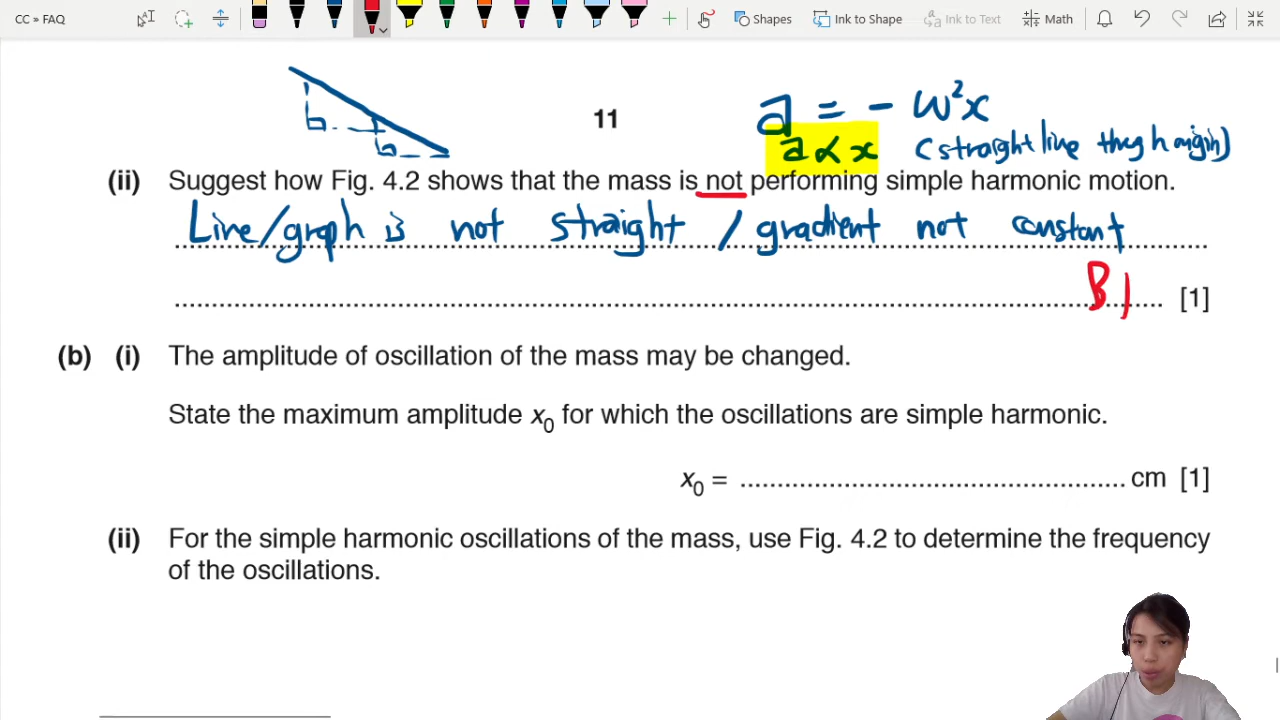 CC » FAQ
Shapes
Ink to Shape
Ink to Text
Math
a = - ω²x
a ∝ x
(straight line
11
(ii) Suggest how Fig. 4.2 shows that the mass is not performing simple harmonic motion.
Line/graph is not straight / gradient not constant
B1
[1]
(b) (i) The amplitude of oscillation of the mass may be changed.
State the maximum amplitude x₀ for which the oscillations are simple harmonic.
x₀ = ...................................................... cm [1]
(ii) For the simple harmonic oscillations of the mass, use Fig. 4.2 to determine the frequency
of the oscillations.